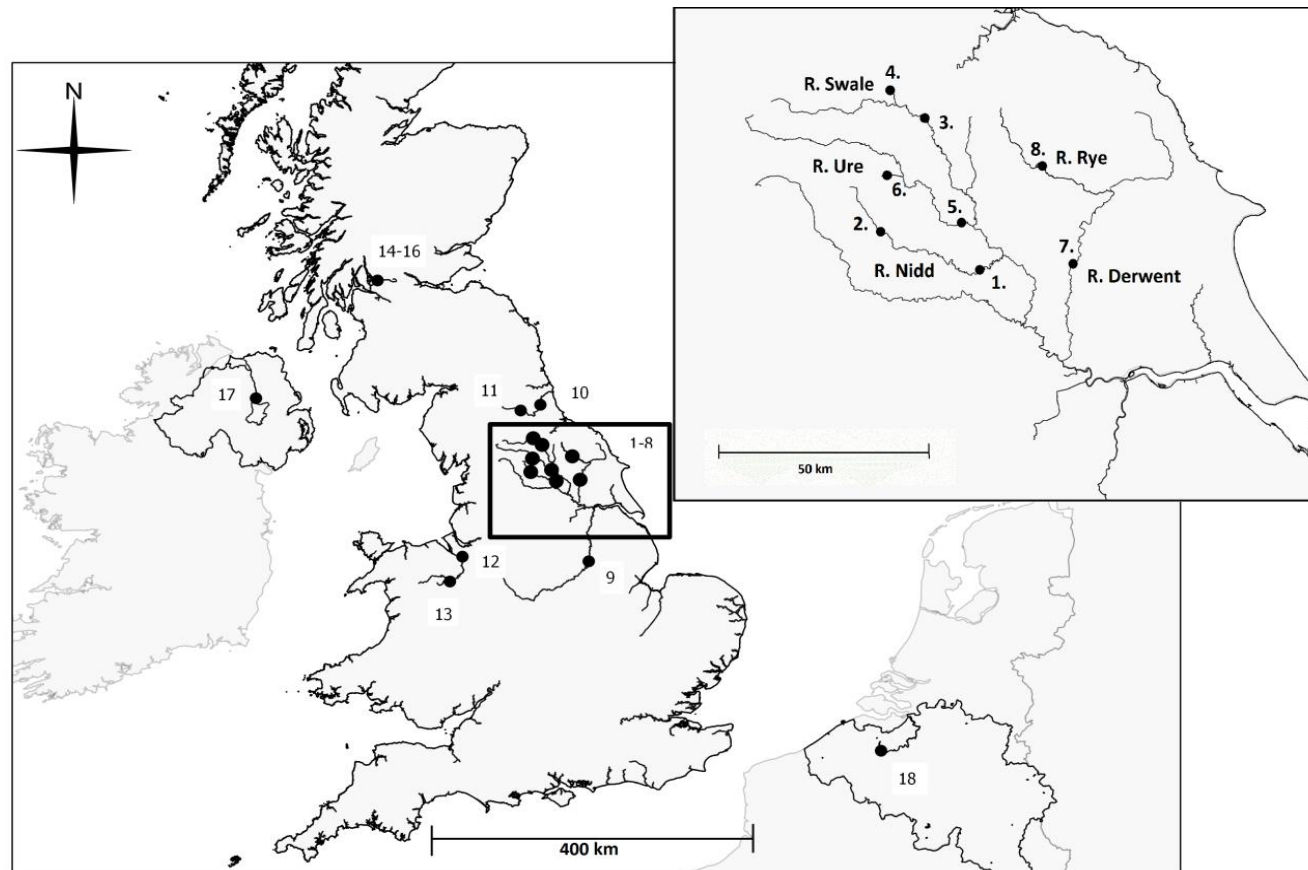 N
14-16
17
11
10
1-8
12
13
9
18
400 km
4.
R. Swale
3.
8.
R. Rye
R. Ure
6.
5.
2.
7.
R. Nidd
1.
R. Derwent
50 km